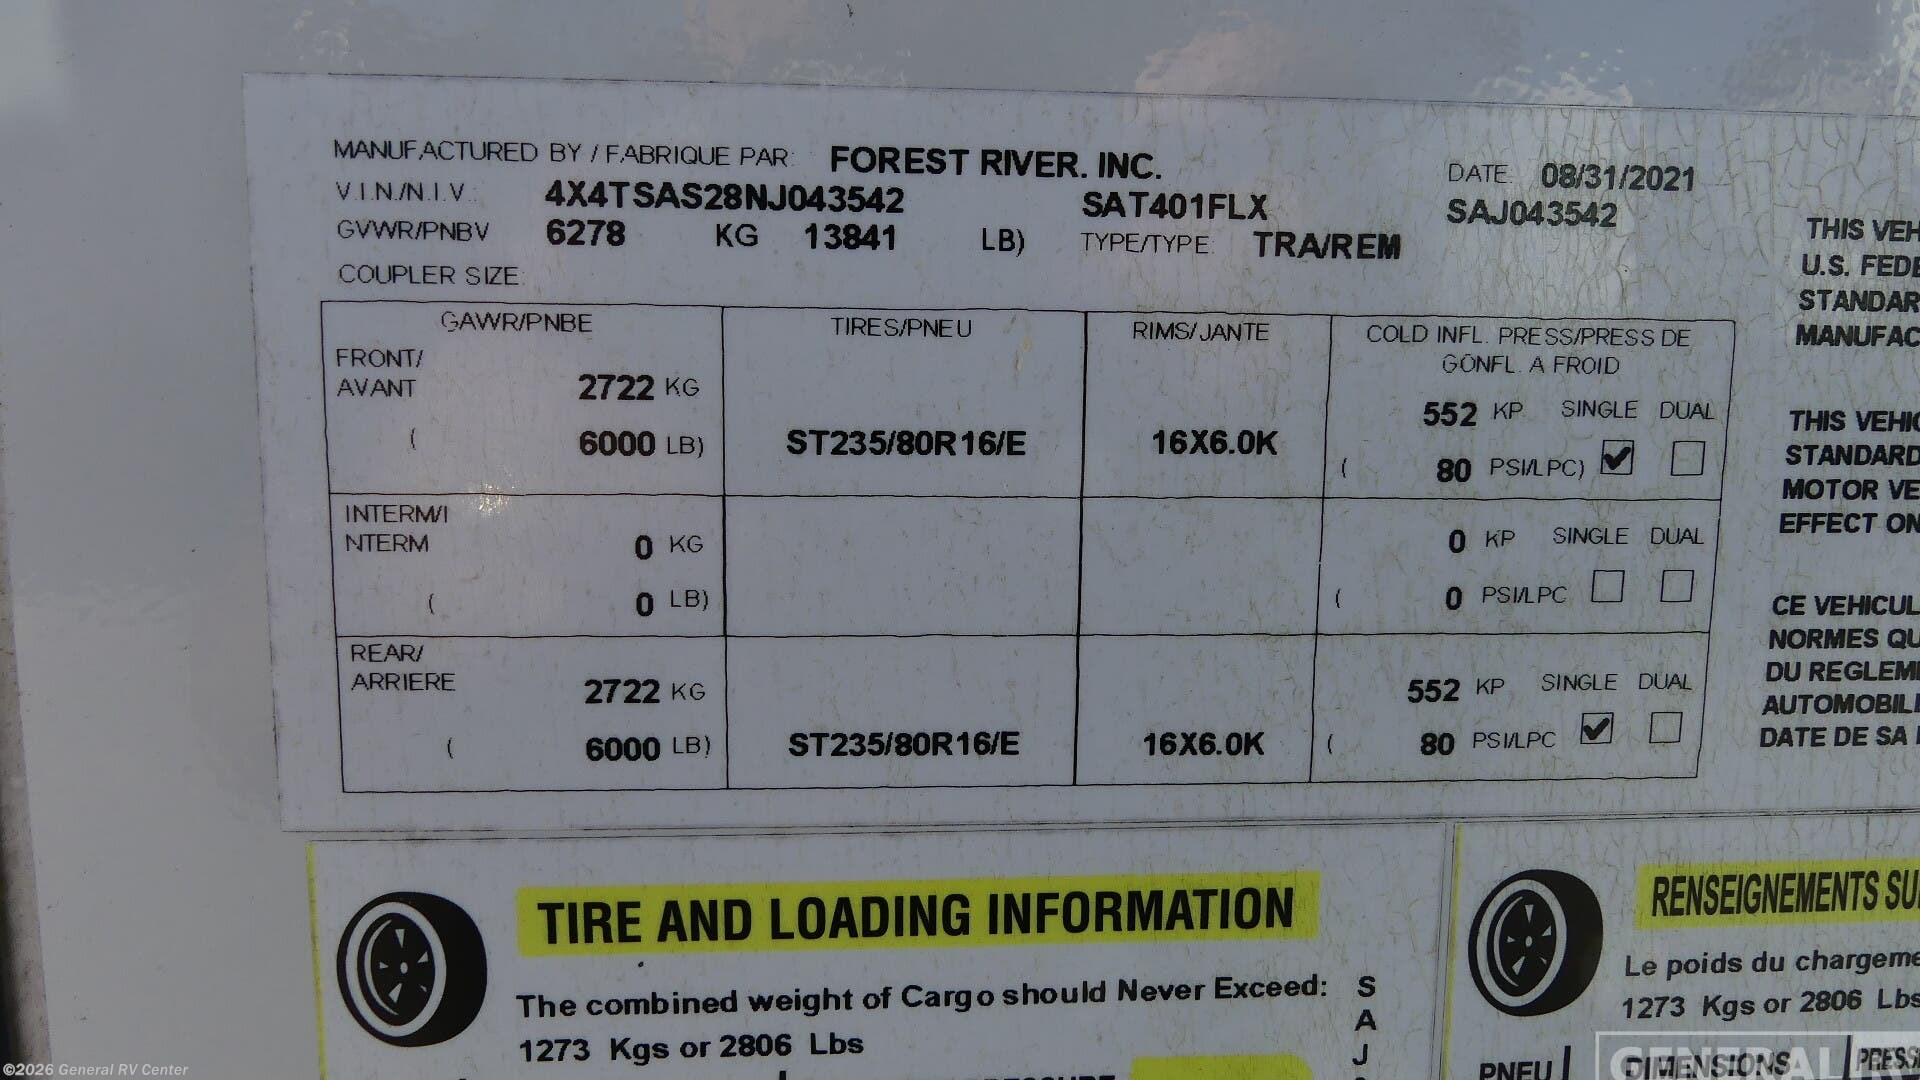 MANUFACTURED BY / FABRIQUE PAR: FOREST RIVER. INC.
DATE: 08/31/2021
V.I.N./N.I.V.: 4X4TSAS28NJ043542 SAT401FLX SAJ043542
GVWR/PNBV 6278 KG 13841 LB) TYPE/TYPE: TRA/REM
COUPLER SIZE:
GAWR/PNBE TIRES/PNEU RIMS/JANTE COLD INFL. PRESS/PRESS DE
GONFL. A FROID
FRONT/
AVANT 2722 KG 552 KP SINGLE DUAL
( 6000 LB) ST235/80R16/E 16X6.0K ( 80 PSI/LPC)
INTERM/I
NTERM 0 KG 0 KP SINGLE DUAL
( 0 LB) ( 0 PSI/LPC
REAR/
ARRIERE 2722 KG 552 KP SINGLE DUAL
( 6000 LB) ST235/80R16/E 16X6.0K ( 80 PSI/LPC
THIS VEH
U.S. FEDE
STANDAR
MANUFAC
THIS VEHIC
STANDARD
MOTOR VE
EFFECT ON
CE VEHICUL
NORMES QU
DU REGLEME
AUTOMOBILE
DATE DE SA
TIRE AND LOADING INFORMATION
The combined weight of Cargo should Never Exceed:
1273 Kgs or 2806 Lbs
S
A
J
RENSEIGNEMENTS SU
Le poids du chargeme
1273 Kgs or 2806 Lbs
PNEU DIMENSIONS PRESS
GENERAL RV
©2026 General RV Center